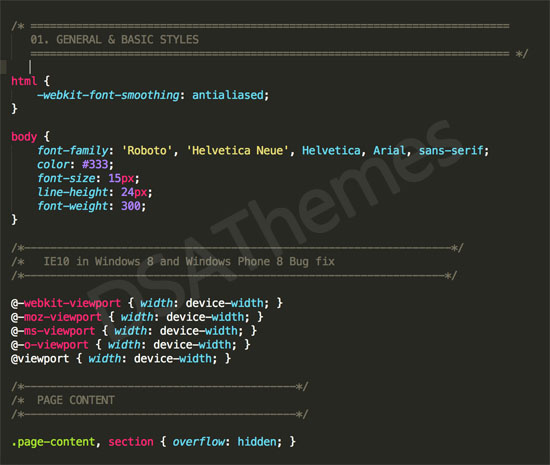 /* ==========================================================================
01. GENERAL & BASIC STYLES
========================================================================== */
html {
-webkit-font-smoothing: antialiased;
}
body {
font-family: 'Roboto', 'Helvetica Neue', Helvetica, Arial, sans-serif;
color: #333;
font-size: 15px;
line-height: 24px;
font-weight: 300;
}
/*------------------------------------------------------------------*/
/*   IE10 in Windows 8 and Windows Phone 8 Bug fix
/*-----------------------------------------------------------------*/
@-webkit-viewport { width: device-width; }
@-moz-viewport { width: device-width; }
@-ms-viewport { width: device-width; }
@-o-viewport { width: device-width; }
@viewport { width: device-width; }
/*------------------------------------------*/
/*  PAGE CONTENT
/*------------------------------------------*/
.page-content, section { overflow: hidden; }
DSAThemes